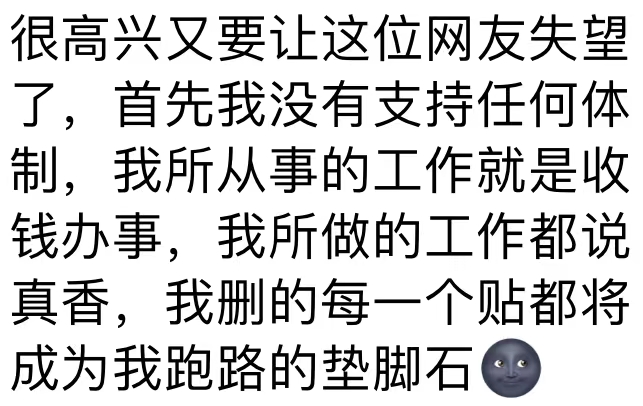 很高兴又要让这位网友失望
了，首先我没有支持任何体
制，我所从事的工作就是收
钱办事，我所做的工作都说
真香，我删的每一个贴都将
成为我跑路的垫脚石🌚